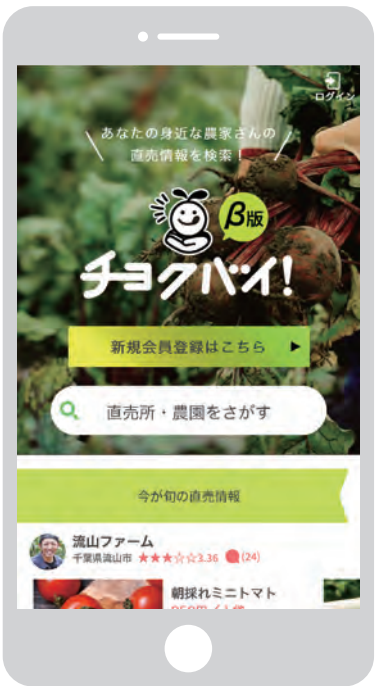 ログイン
あなたの身近な農家さんの
直売情報を検索！
β版
チョクバイ!
新規会員登録はこちら ▶
直売所・農園をさがす
今が旬の直売情報
流山ファーム
千葉県流山市 ★★★☆☆3.36 (24)
朝採れミニトマト